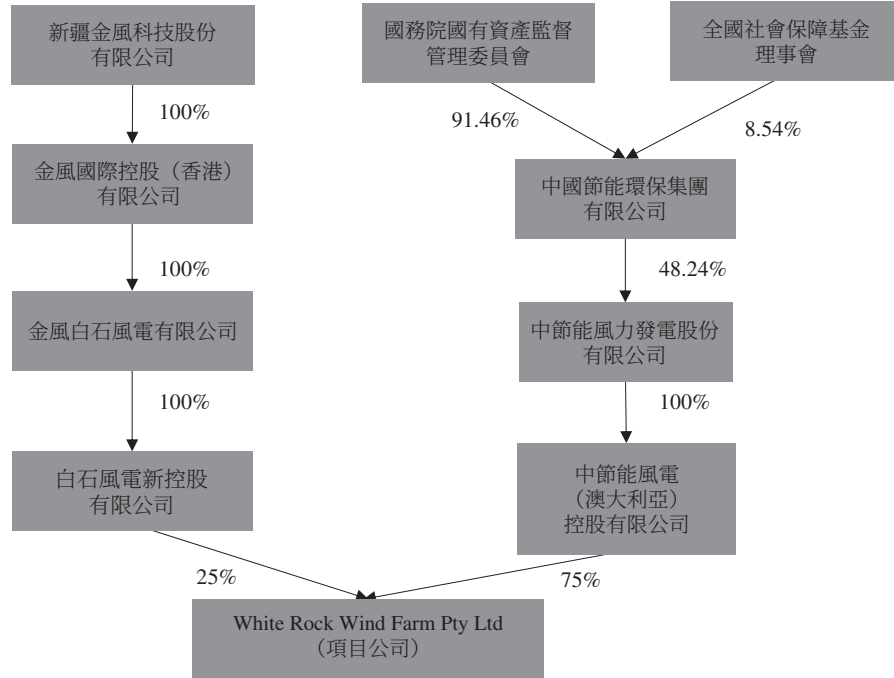 新疆金風科技股份
有限公司
國務院國有資產監督
管理委員會
全國社會保障基金
理事會
100%
91.46%
8.54%
金風國際控股（香港）
有限公司
中國節能環保集團
有限公司
100%
48.24%
金風白石風電有限公司
中節能風力發電股份
有限公司
100%
100%
白石風電新控股
有限公司
中節能風電
（澳大利亞）
控股有限公司
25%
75%
White Rock Wind Farm Pty Ltd
（項目公司）